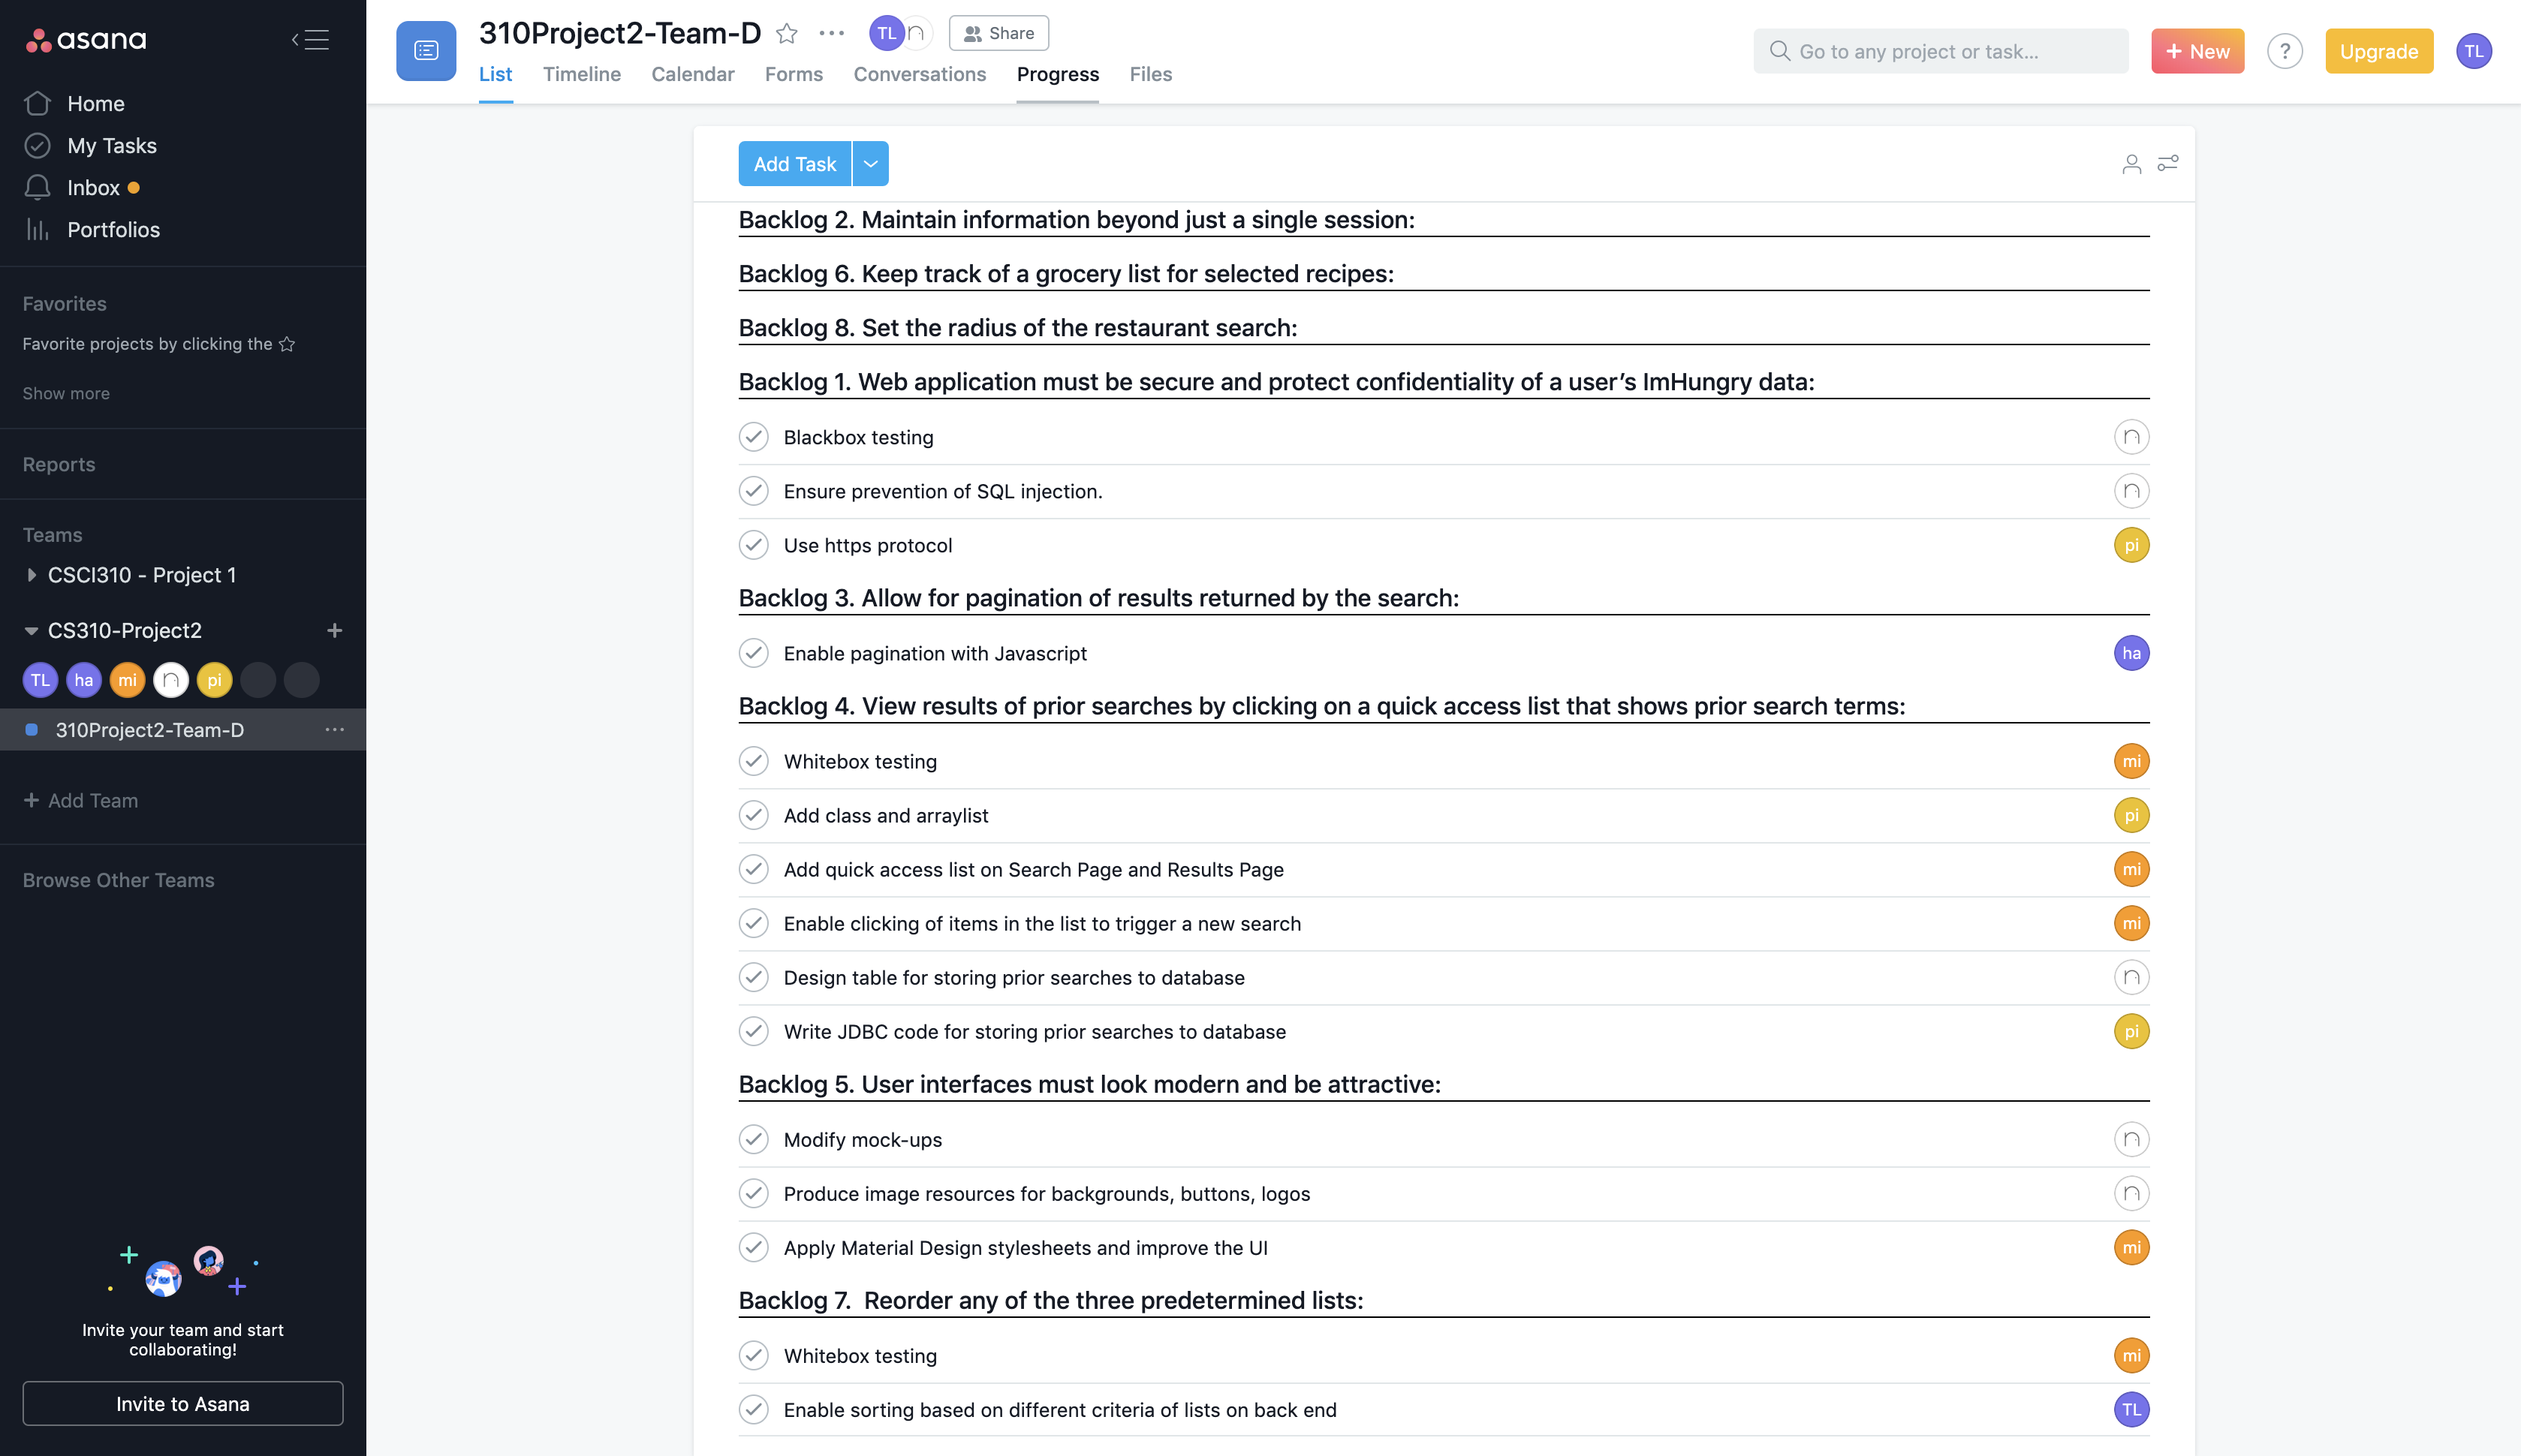 asana
Home
My Tasks
Inbox
Portfolios
Favorites
Favorite projects by clicking the
Show more
Reports
Teams
CSCI310 - Project 1
CS310-Project2
TL ha mi n pi
310Project2-Team-D
Add Team
Browse Other Teams
Invite your team and start
collaborating!
Invite to Asana
310Project2-Team-D
TL n
Share
List Timeline Calendar Forms Conversations Progress Files
Go to any project or task...
+ New
?
Upgrade
TL
Add Task
Backlog 2. Maintain information beyond just a single session:
Backlog 6. Keep track of a grocery list for selected recipes:
Backlog 8. Set the radius of the restaurant search:
Backlog 1. Web application must be secure and protect confidentiality of a user’s ImHungry data:
Blackbox testing n
Ensure prevention of SQL injection. n
Use https protocol pi
Backlog 3. Allow for pagination of results returned by the search:
Enable pagination with Javascript ha
Backlog 4. View results of prior searches by clicking on a quick access list that shows prior search terms:
Whitebox testing mi
Add class and arraylist pi
Add quick access list on Search Page and Results Page mi
Enable clicking of items in the list to trigger a new search mi
Design table for storing prior searches to database n
Write JDBC code for storing prior searches to database pi
Backlog 5. User interfaces must look modern and be attractive:
Modify mock-ups n
Produce image resources for backgrounds, buttons, logos n
Apply Material Design stylesheets and improve the UI mi
Backlog 7.  Reorder any of the three predetermined lists:
Whitebox testing mi
Enable sorting based on different criteria of lists on back end TL